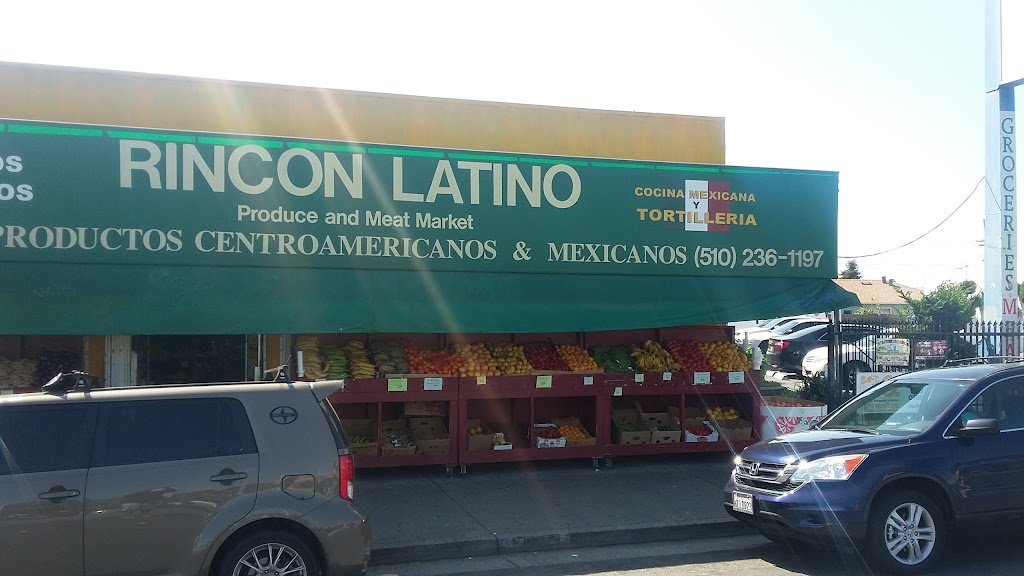 RINCON LATINO
Produce and Meat Market
PRODUCTOS CENTROAMERICANOS & MEXICANOS (510) 236-1197
COCINA MEXICANA
Y
TORTILLERIA
GROCERIES